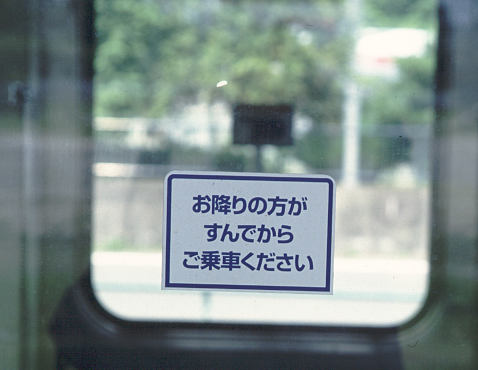 お降りの方が
すんでから
ご乗車ください